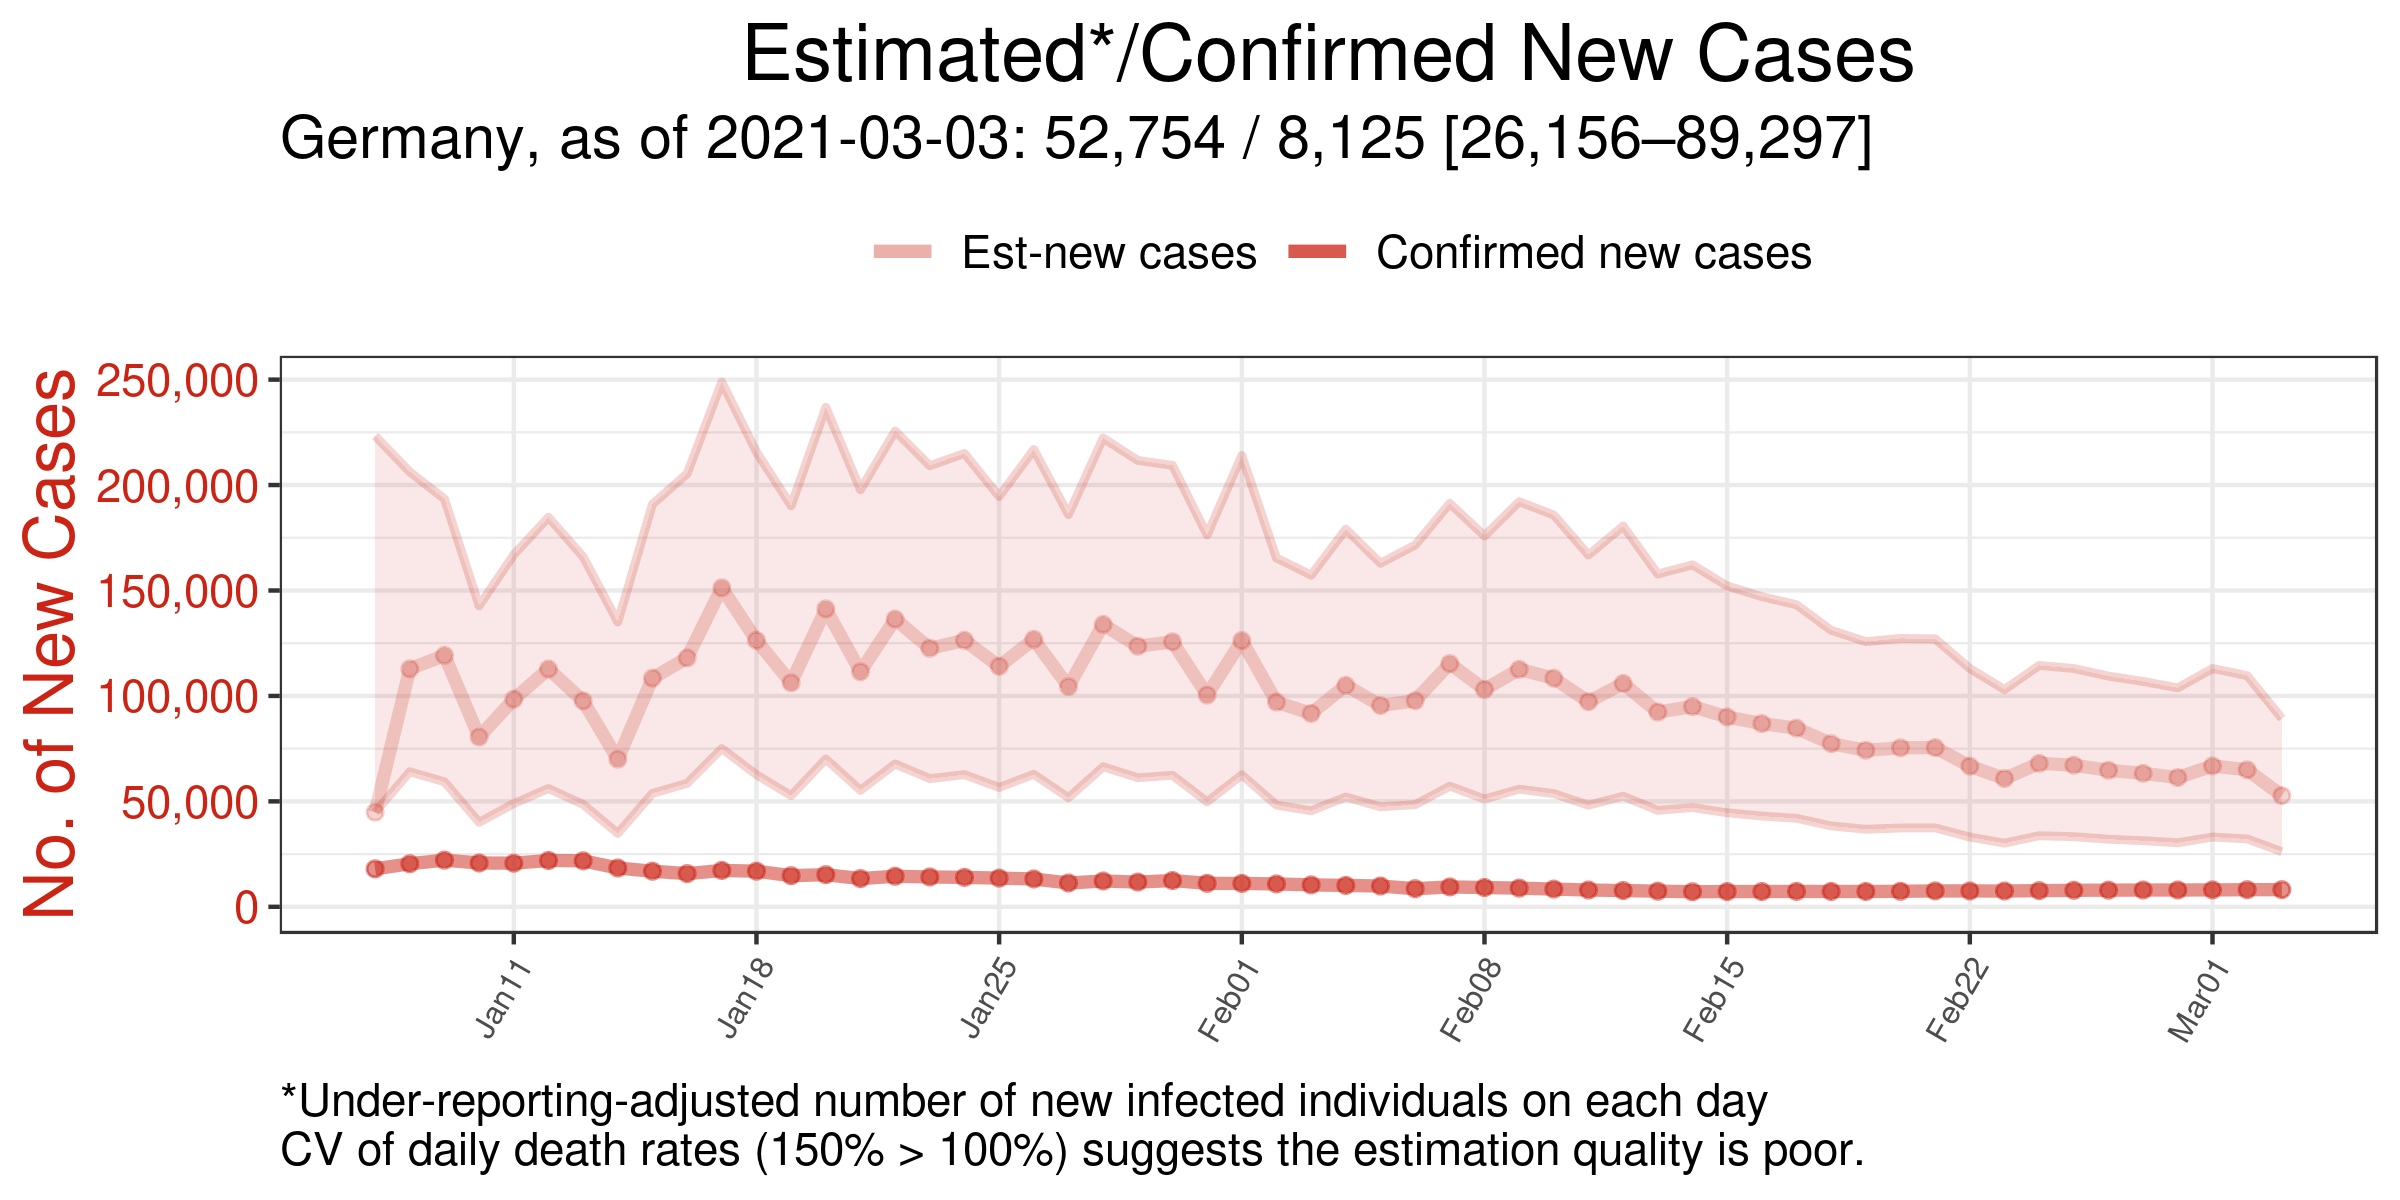 Estimated*/Confirmed New Cases
Germany, as of 2021-03-03: 52,754 / 8,125 [26,156–89,297]
Est-new cases
Confirmed new cases
No. of New Cases
250,000
200,000
150,000
100,000
50,000
0
Jan11
Jan18
Jan25
Feb01
Feb08
Feb15
Feb22
Mar01
*Under-reporting-adjusted number of new infected individuals on each day
CV of daily death rates (150% > 100%) suggests the estimation quality is poor.